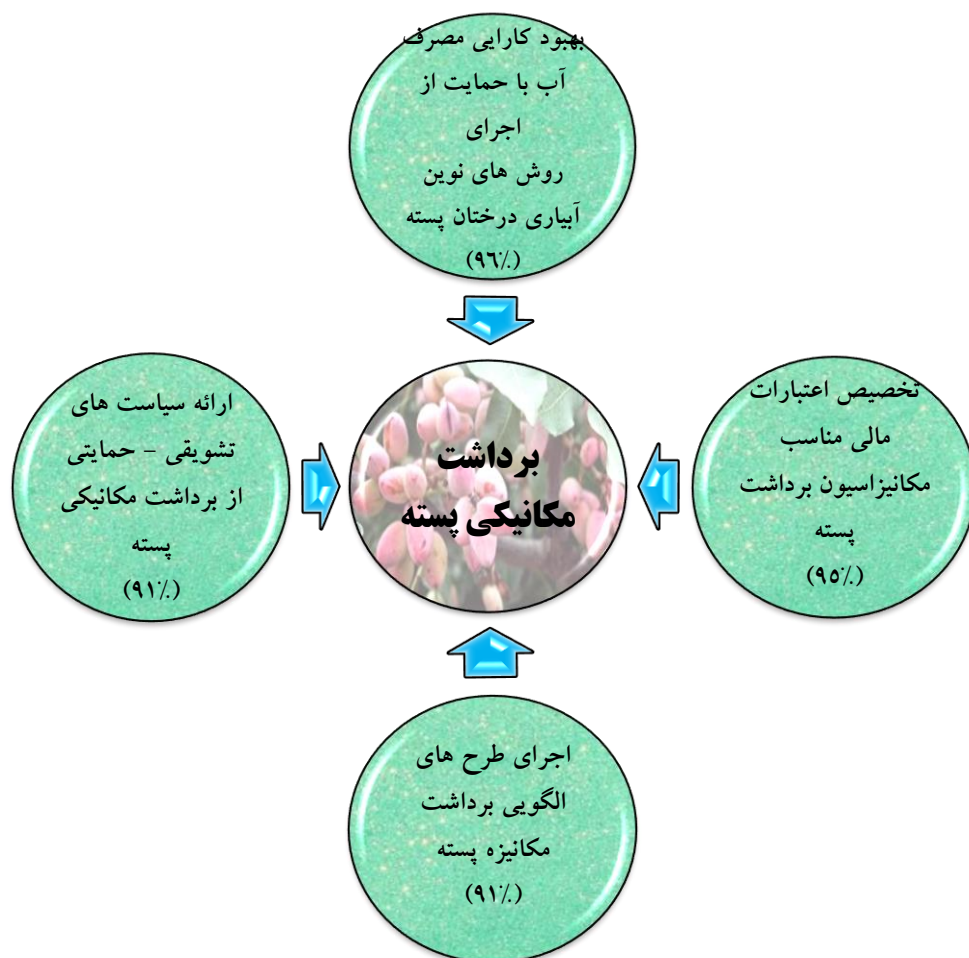 بهبود کارایی مصرف
آب با حمایت از
اجرای
روش های نوین
آبیاری درختان پسته
(۹٦٪)
تخصیص اعتبارات
مالی مناسب
مکانیزاسیون برداشت
پسته
(۹٥٪)
برداشت
مکانیکی پسته
ارائه سیاست های
تشویقی - حمایتی
از برداشت مکانیکی
پسته
(۹۱٪)
اجرای طرح های
الگویی برداشت
مکانیزه پسته
(۹۱٪)